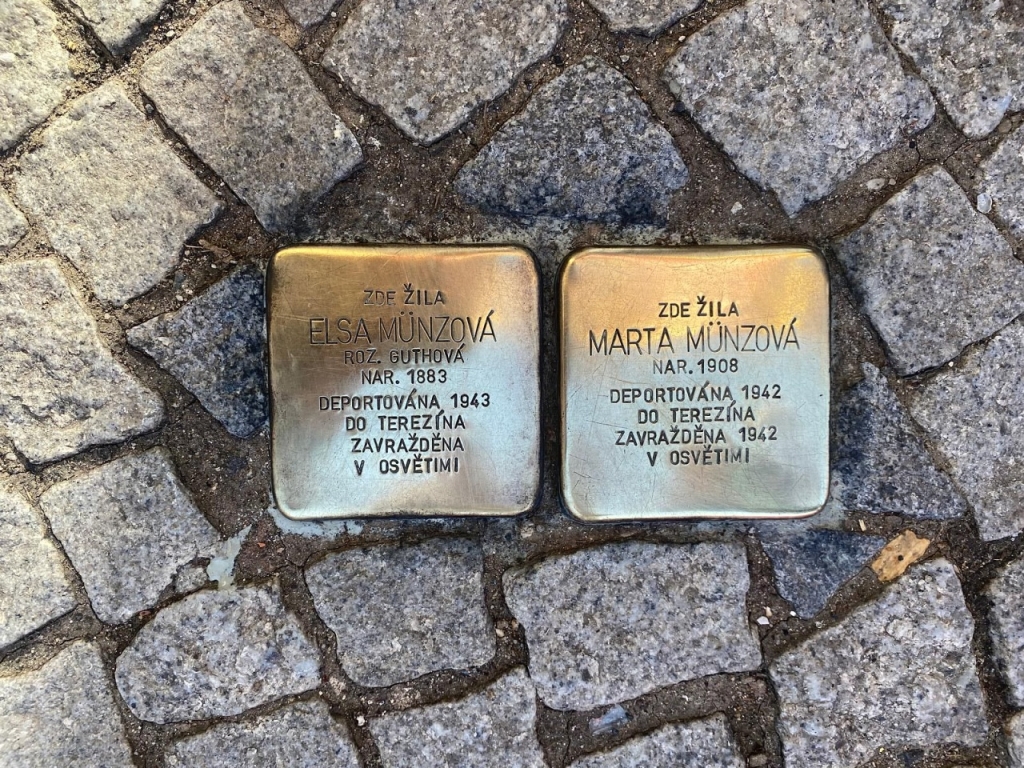 ZDE ŽILA
ELSA MÜNZOVÁ
ROZ. GUTHOVÁ
NAR. 1883
DEPORTOVÁNA 1943
DO TEREZÍNA
ZAVRAŽDĚNA
V OSVĚTIMI
ZDE ŽILA
MARTA MÜNZOVÁ
NAR. 1908
DEPORTOVÁNA 1942
DO TEREZÍNA
ZAVRAŽDĚNA 1942
V OSVĚTIMI